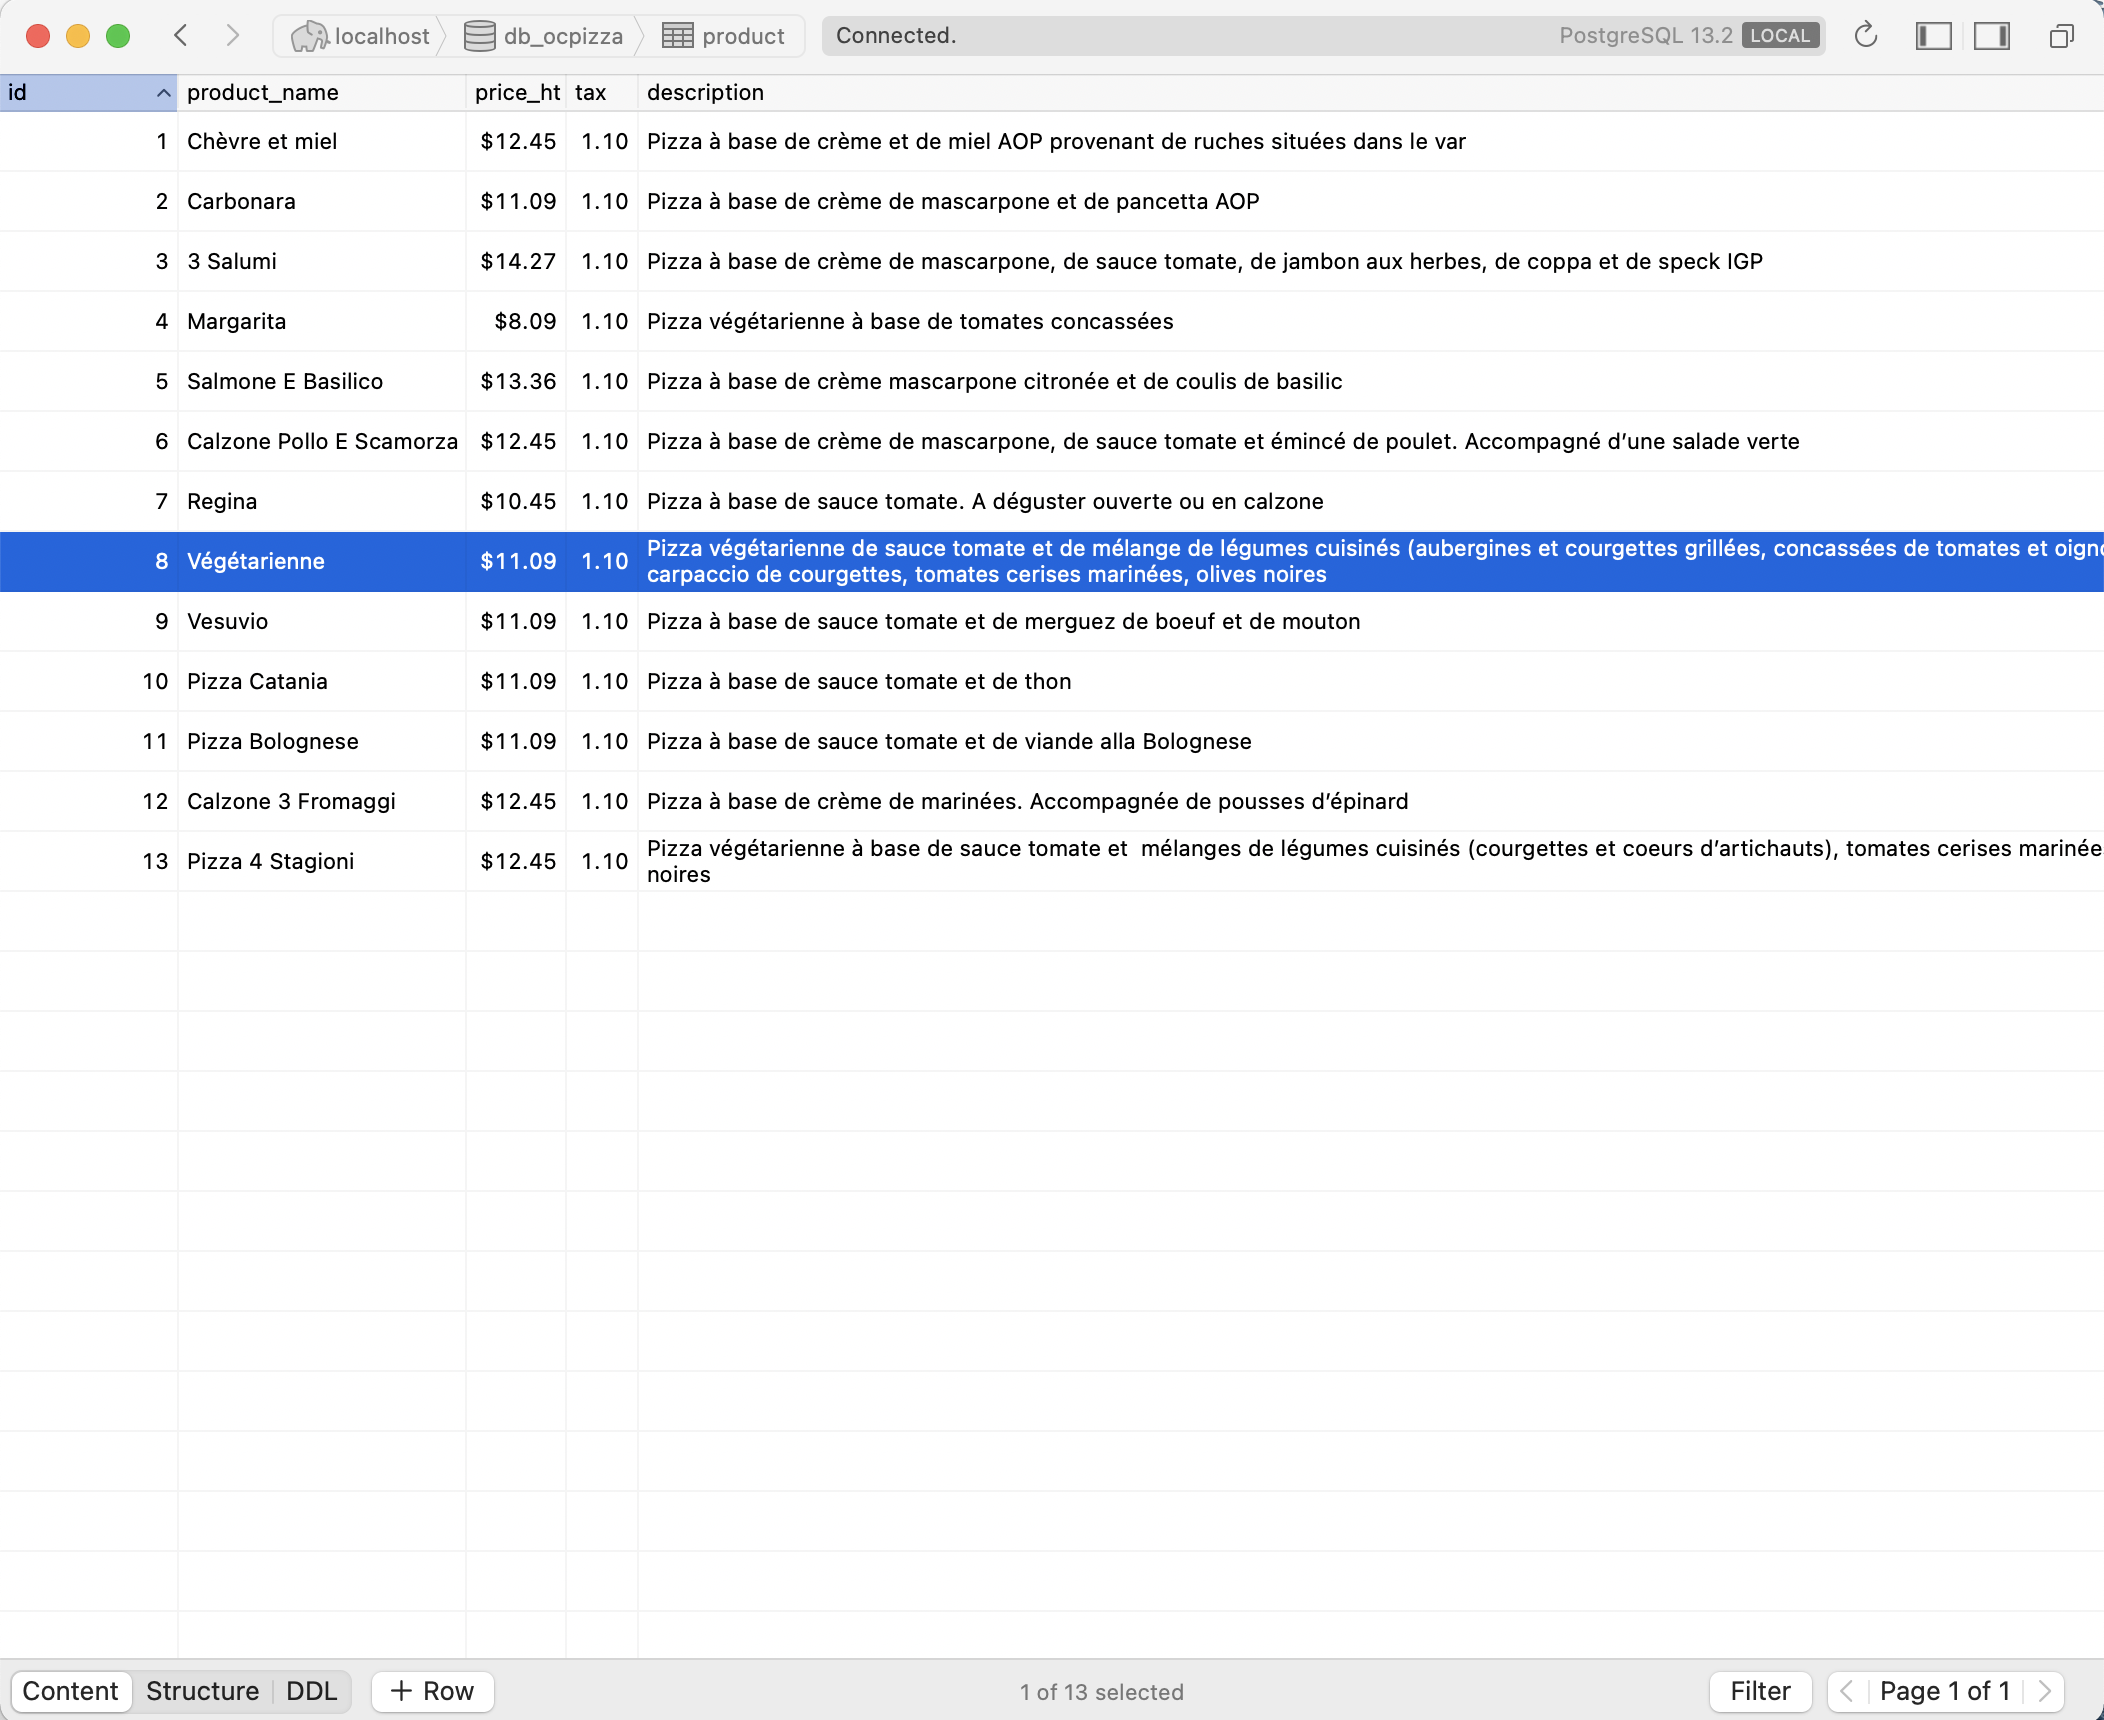 localhost db_ocpizza product Connected. PostgreSQL 13.2 LOCAL
id product_name price_ht tax description
1 Chèvre et miel $12.45 1.10 Pizza à base de crème et de miel AOP provenant de ruches situées dans le var
2 Carbonara $11.09 1.10 Pizza à base de crème de mascarpone et de pancetta AOP
3 3 Salumi $14.27 1.10 Pizza à base de crème de mascarpone, de sauce tomate, de jambon aux herbes, de coppa et de speck IGP
4 Margarita $8.09 1.10 Pizza végétarienne à base de tomates concassées
5 Salmone E Basilico $13.36 1.10 Pizza à base de crème mascarpone citronée et de coulis de basilic
6 Calzone Pollo E Scamorza $12.45 1.10 Pizza à base de crème de mascarpone, de sauce tomate et émincé de poulet. Accompagné d’une salade verte
7 Regina $10.45 1.10 Pizza à base de sauce tomate. A déguster ouverte ou en calzone
8 Végétarienne $11.09 1.10 Pizza végétarienne de sauce tomate et de mélange de légumes cuisinés (aubergines et courgettes grillées, concassées de tomates et
carpaccio de courgettes, tomates cerises marinées, olives noires
9 Vesuvio $11.09 1.10 Pizza à base de sauce tomate et de merguez de boeuf et de mouton
10 Pizza Catania $11.09 1.10 Pizza à base de sauce tomate et de thon
11 Pizza Bolognese $11.09 1.10 Pizza à base de sauce tomate et de viande alla Bolognese
12 Calzone 3 Fromaggi $12.45 1.10 Pizza à base de crème de marinées. Accompagnée de pousses d’épinard
13 Pizza 4 Stagioni $12.45 1.10 Pizza végétarienne à base de sauce tomate et  mélanges de légumes cuisinés (courgettes et coeurs d’artichauts), tomates cerises
noires
Content Structure DDL + Row 1 of 13 selected Filter Page 1 of 1